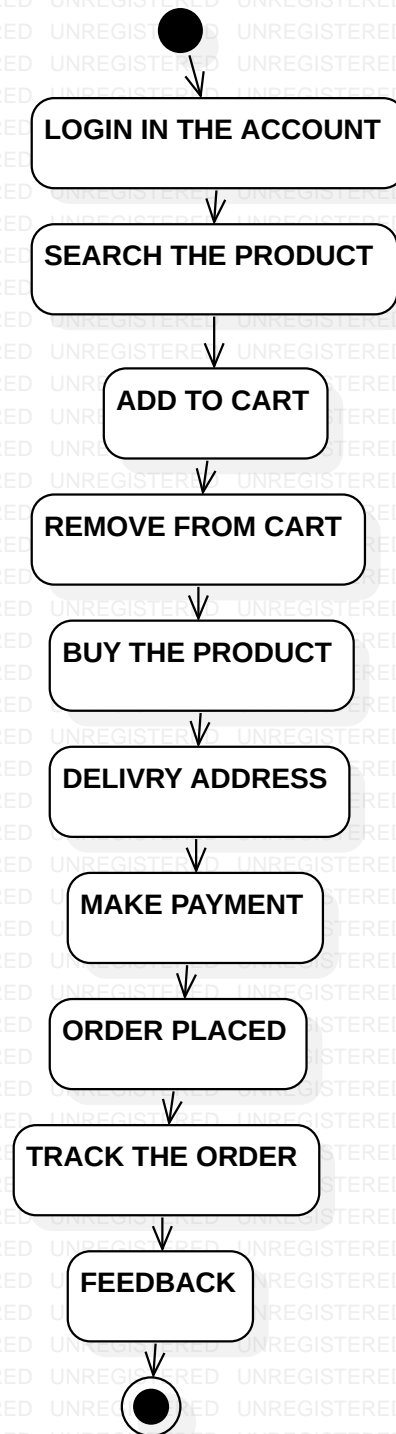 LOGIN IN THE ACCOUNT
SEARCH THE PRODUCT
ADD TO CART
REMOVE FROM CART
BUY THE PRODUCT
DELIVRY ADDRESS
MAKE PAYMENT
ORDER PLACED
TRACK THE ORDER
FEEDBACK
UNREGISTERED